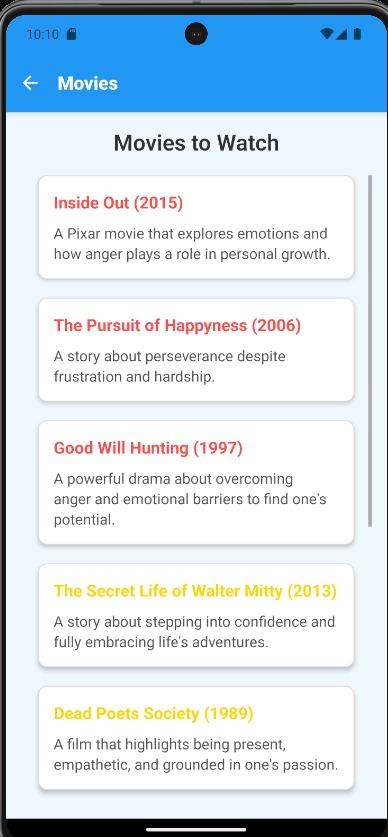 10:10
Movies
Movies to Watch
Inside Out (2015)
A Pixar movie that explores emotions and
how anger plays a role in personal growth.
The Pursuit of Happyness (2006)
A story about perseverance despite
frustration and hardship.
Good Will Hunting (1997)
A powerful drama about overcoming
anger and emotional barriers to find one's
potential.
The Secret Life of Walter Mitty (2013)
A story about stepping into confidence and
fully embracing life's adventures.
Dead Poets Society (1989)
A film that highlights being present,
empathetic, and grounded in one's passion.